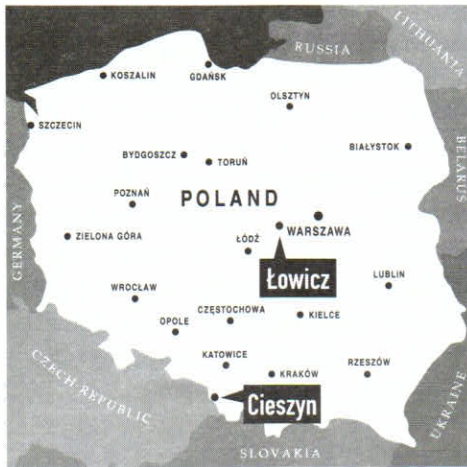 LITHUANIA
RUSSIA
KOSZALIN
GDAŃSK
OLSZTYN
SZCZECIN
BIAŁYSTOK
BYDGOSZCZ
TORUŃ
BELARUS
POZNAŃ
POLAND
WARSZAWA
GERMANY
ZIELONA GÓRA
ŁÓDŹ
Łowicz
LUBLIN
WROCŁAW
CZĘSTOCHOWA
KIELCE
OPOLE
KATOWICE
KRAKÓW
RZESZÓW
CZECH REPUBLIC
Cieszyn
UKRAINE
SLOVAKIA